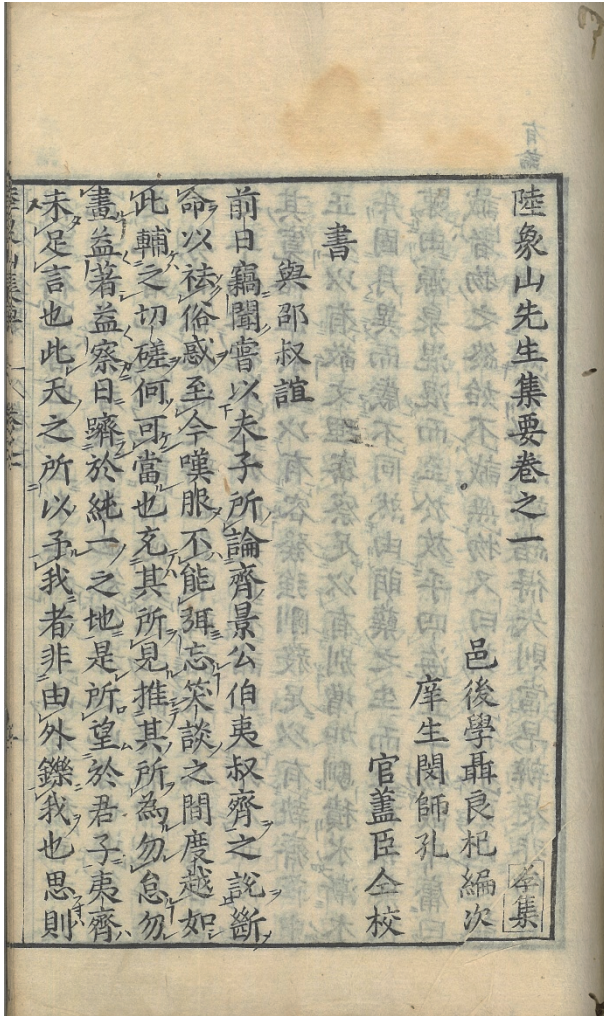 陸象山先生集要卷之一
孝集
邑後學聶良杞編次
庠生閔師孔
官藎臣仝校
書
與邵叔誼
前日竊聞嘗以夫子所論齊景公伯夷叔齊之說斷
命以祛俗惑至今嘆服不能弭忘笑談之間度越如
此輔之切磋何可當也充其所見推其所為勿怠勿
畫益著益察日躋於純一之地是所望於君子夷齊
未足言也此天之所以予我者非由外鑠我也思則